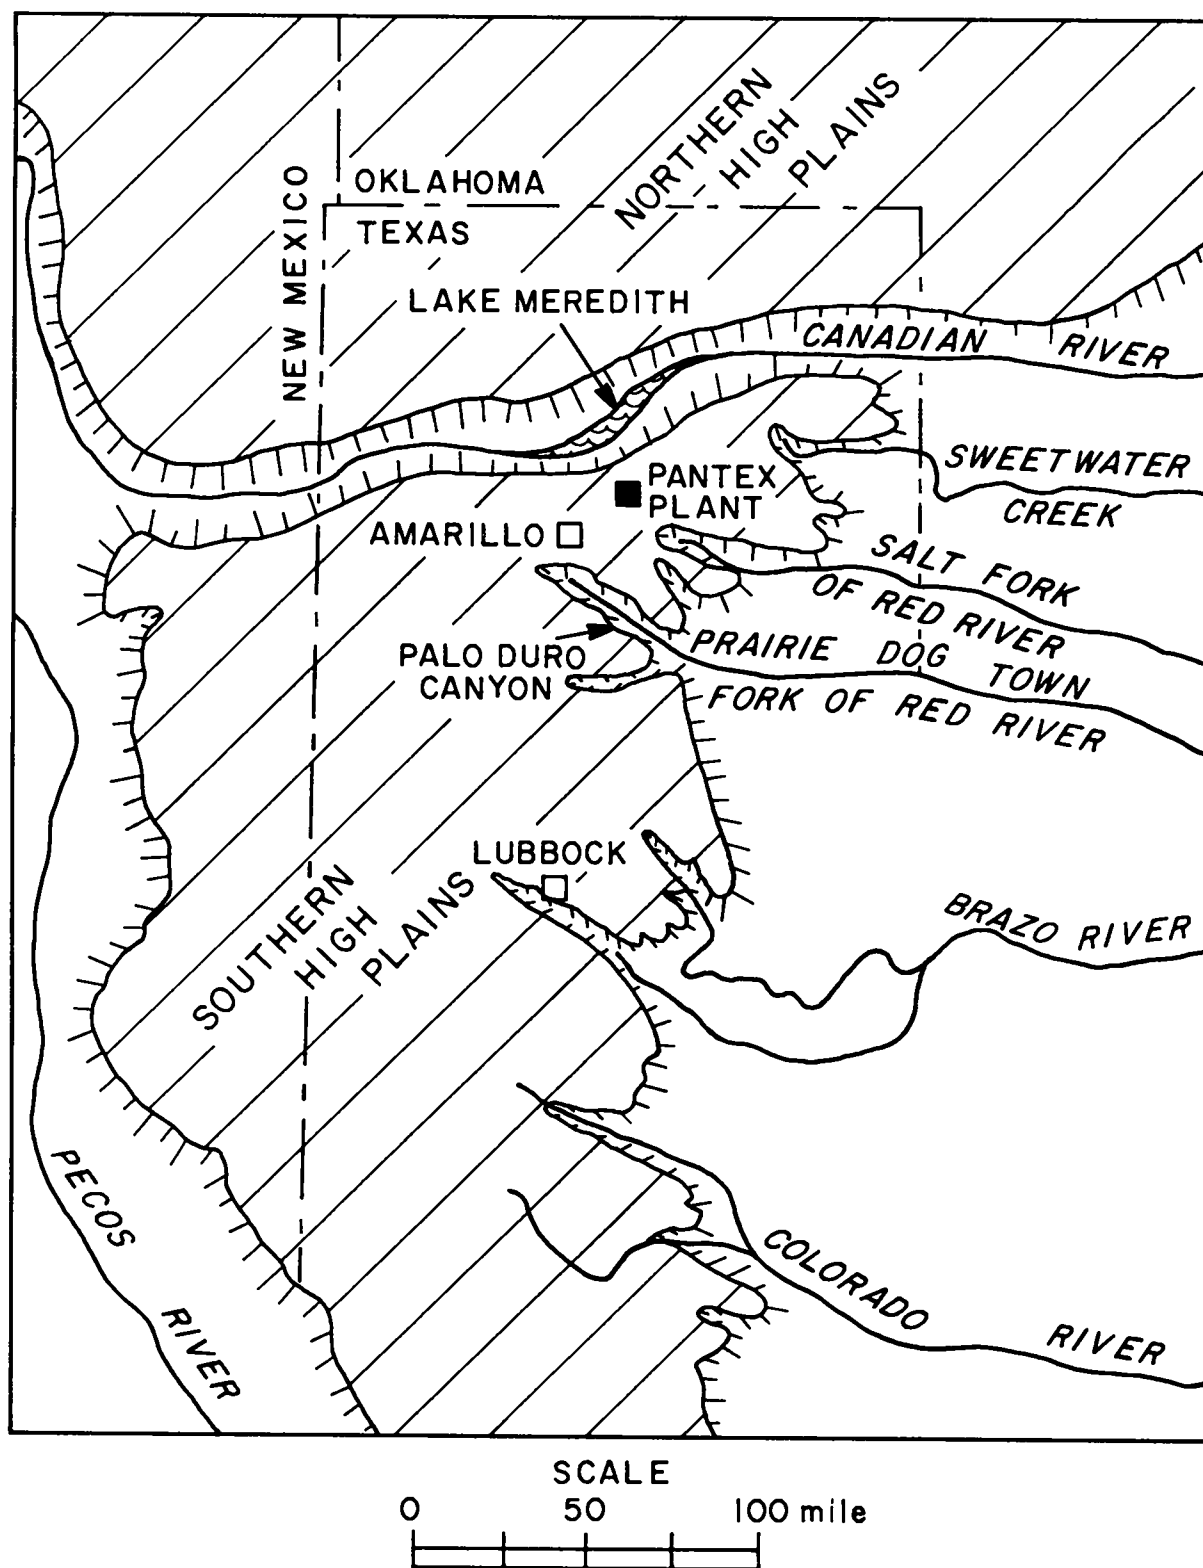 NORTHERN
HIGH
PLAINS
NEW MEXICO
OKLAHOMA
TEXAS
LAKE MEREDITH
CANADIAN RIVER
SWEETWATER
CREEK
PANTEX
PLANT
AMARILLO
SALT FORK
OF RED RIVER
PALO DURO
CANYON
PRAIRIE DOG TOWN
FORK OF RED RIVER
LUBBOCK
SOUTHERN
HIGH
PLAINS
BRAZO RIVER
PECOS RIVER
COLORADO RIVER
SCALE
0 50 100 mile